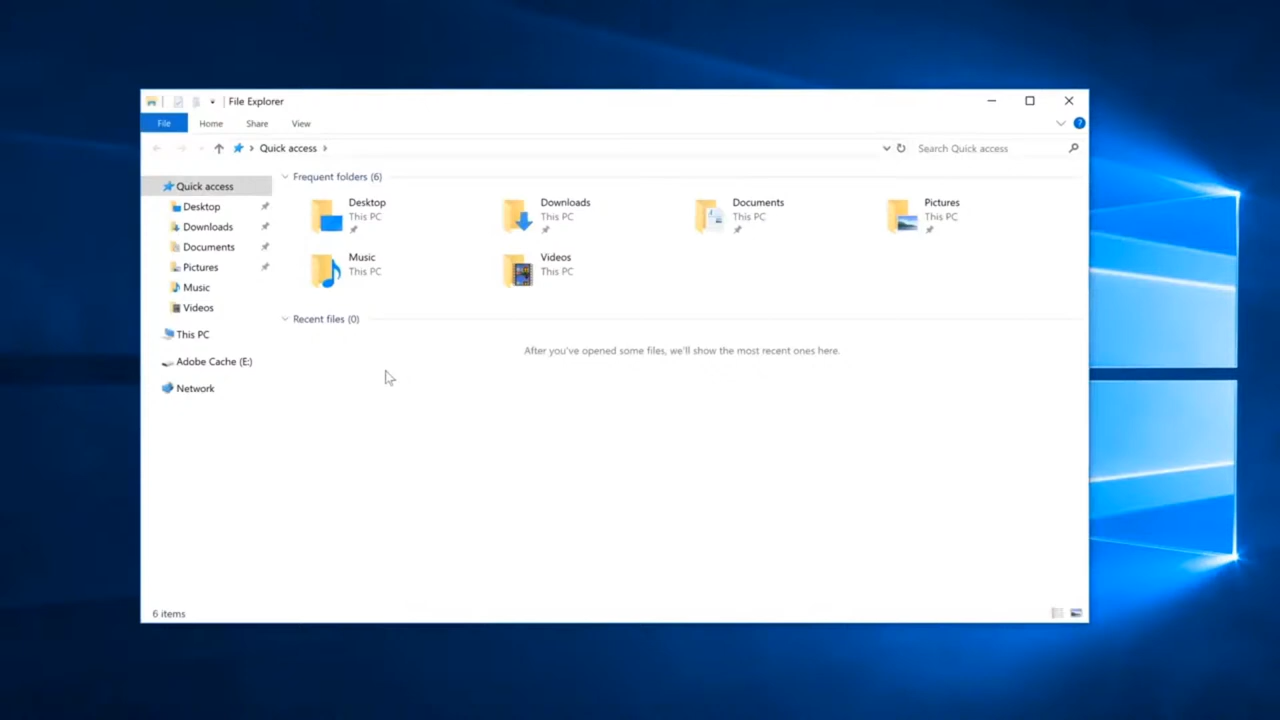 File Explorer
File Home Share View
Quick access
Search Quick access
Quick access
Desktop
Downloads
Documents
Pictures
Music
Videos
This PC
Adobe Cache (E:)
Network
Frequent folders (6)
Desktop
This PC
Downloads
This PC
Documents
This PC
Pictures
This PC
Music
This PC
Videos
This PC
Recent files (0)
After you've opened some files, we'll show the most recent ones here.
6 items